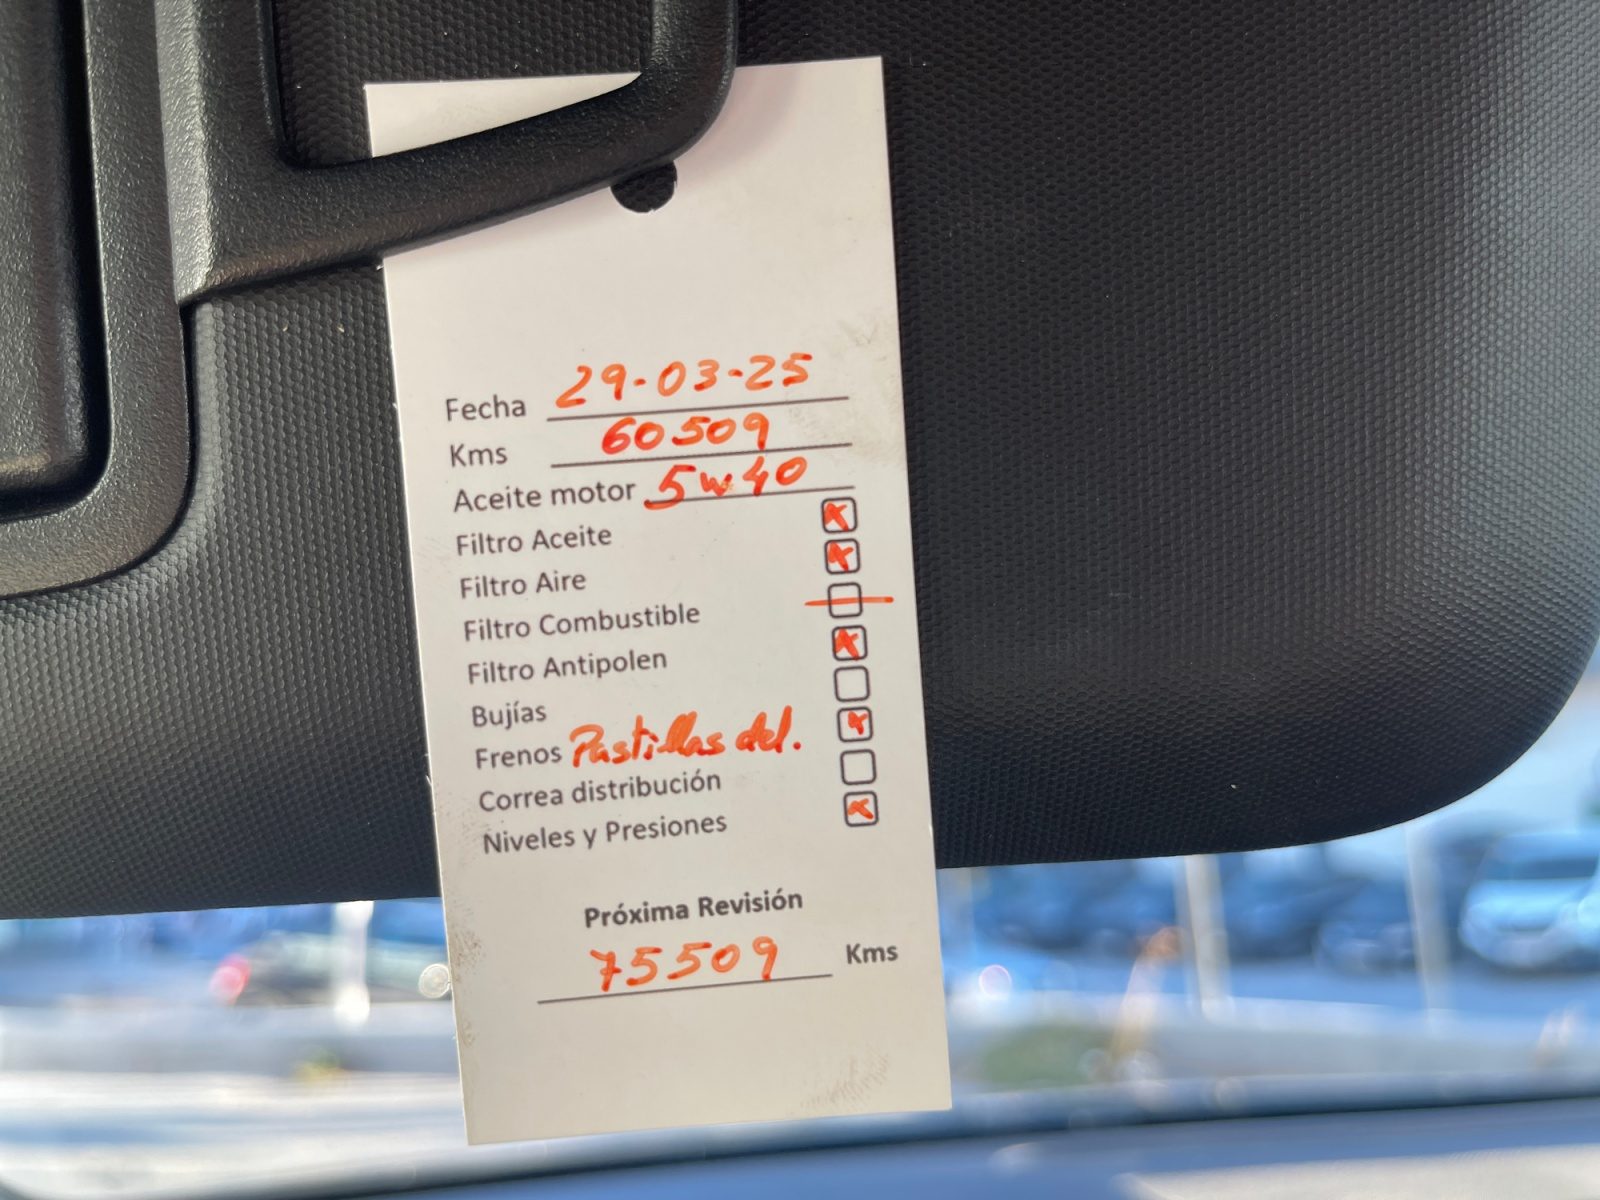 Fecha 29-03-25
Kms 60509
Aceite motor 5w40
Filtro Aceite
Filtro Aire
Filtro Combustible
Filtro Antipolen
Bujías
Frenos Pastillas del.
Correa distribución
Niveles y Presiones
Próxima Revisión
75509 Kms